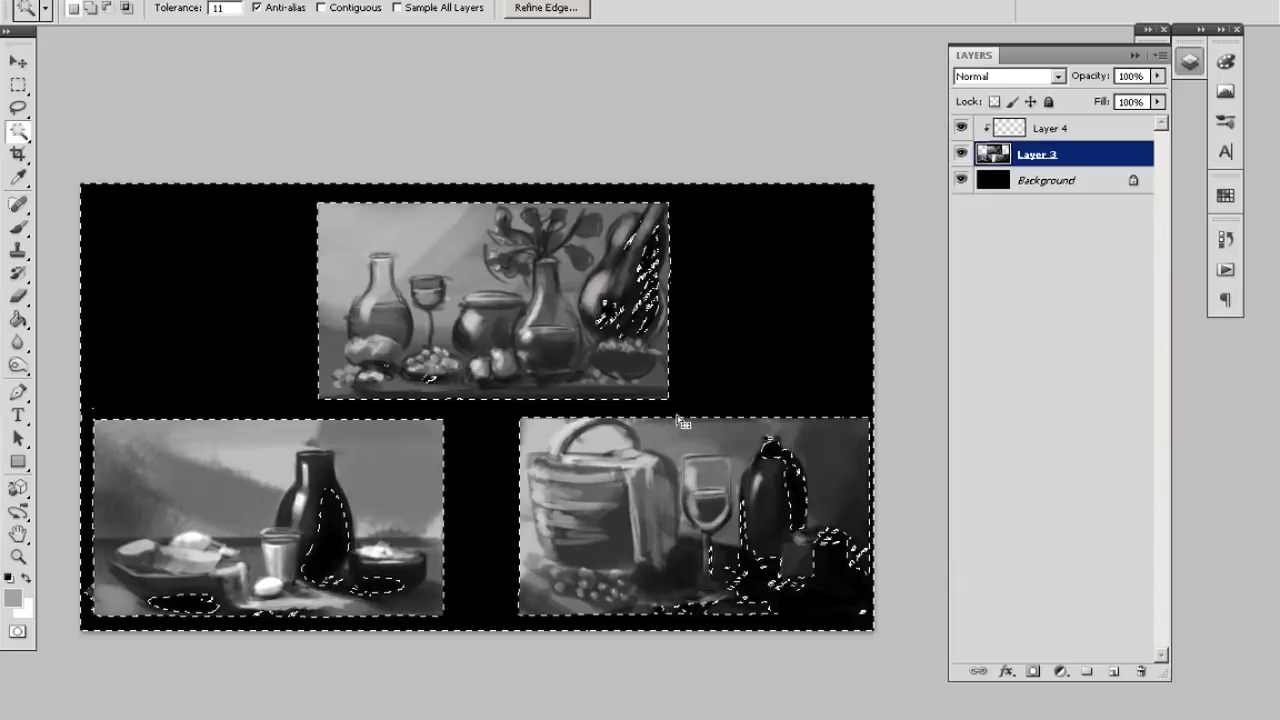 Tolerance: 11 Anti-alias Contiguous Sample All Layers Refine Edge...
LAYERS
Normal Opacity: 100%
Lock: Fill: 100%
Layer 4
Layer 3
Background